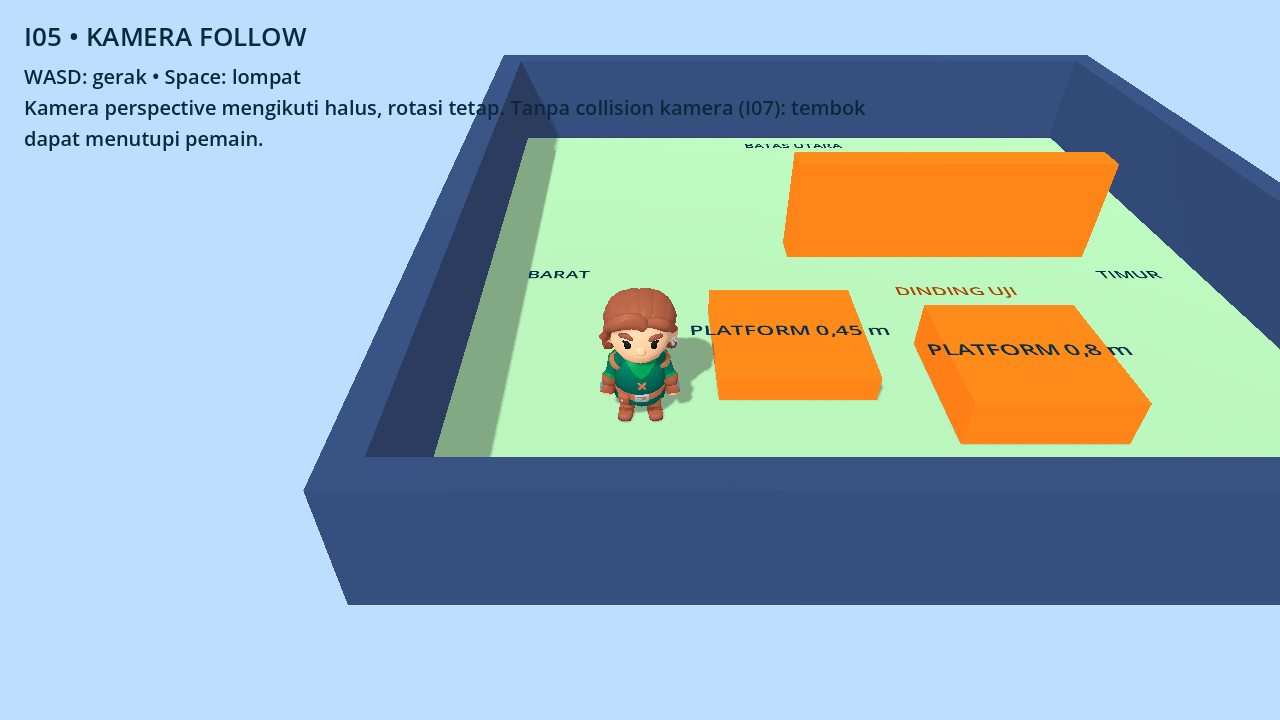 I05 • KAMERA FOLLOW
WASD: gerak • Space: lompat
Kamera perspective mengikuti halus, rotasi tetap. Tanpa collision kamera (I07): tembok
dapat menutupi pemain.
BATAS UTARA
BARAT
TIMUR
DINDING UJI
PLATFORM 0,45 m
PLATFORM 0,8 m